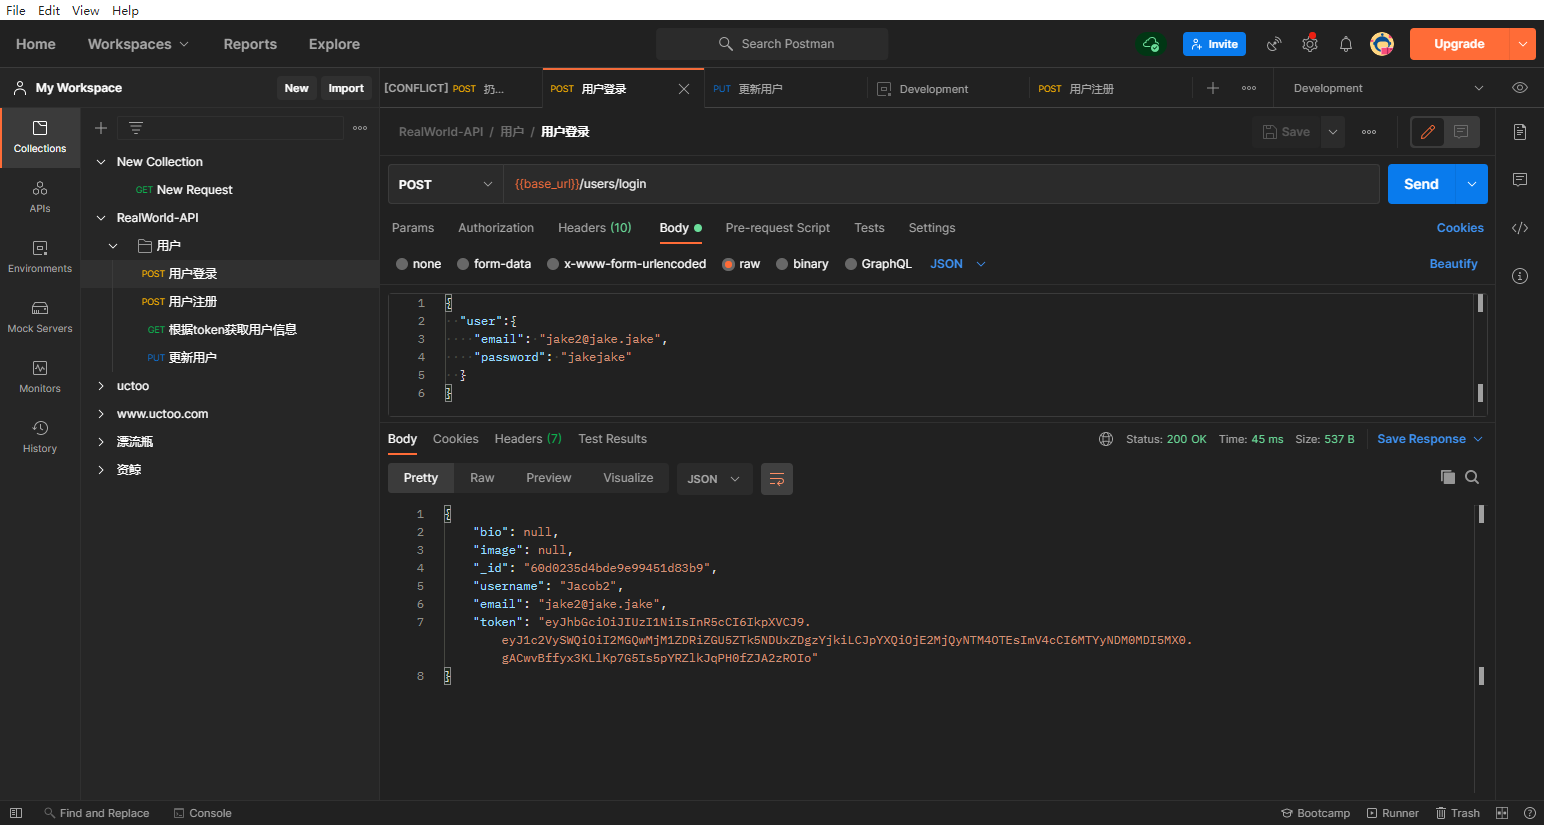 File Edit View Help
Home Workspaces Reports Explore Search Postman Invite Upgrade
My Workspace New Import [CONFLICT] POST 扔... POST 用户登录 PUT 更新用户 Development POST 用户注册 Development
RealWorld-API / 用户 / 用户登录 Save
Collections
APIs
Environments
Mock Servers
Monitors
History
New Collection
GET New Request
RealWorld-API
用户
POST 用户登录
POST 用户注册
GET 根据token获取用户信息
PUT 更新用户
uctoo
www.uctoo.com
漂流瓶
资鲸
POST {{base_url}}/users/login Send
Params Authorization Headers (10) Body Pre-request Script Tests Settings Cookies
none form-data x-www-form-urlencoded raw binary GraphQL JSON Beautify
1 {
2 "user":{
3 "email": "jake2@jake.jake",
4 "password": "jakejake"
5 }
6 }
Body Cookies Headers (7) Test Results Status: 200 OK Time: 45 ms Size: 537 B Save Response
Pretty Raw Preview Visualize JSON
1 {
2 "bio": null,
3 "image": null,
4 "_id": "60d0235d4bde9e99451d83b9",
5 "username": "Jacob2",
6 "email": "jake2@jake.jake",
7 "token": "eyJhbGciOiJIUzI1NiIsInR5cCI6IkpXVCJ9.
eyJ1c2VySWQiOiI2MGQwMjM1ZDRiZGU5ZTk5NDUxZDgzYjkiLCJpYXQiOjE2MjQyNTM4OTEsImV4cCI6MTYyNDM0MDI5MX0.
gACwvBffyx3KLlKp7G5Is5pYRZlkJqPH0fZJA2zROIo"
8 }
Find and Replace Console Bootcamp Runner Trash